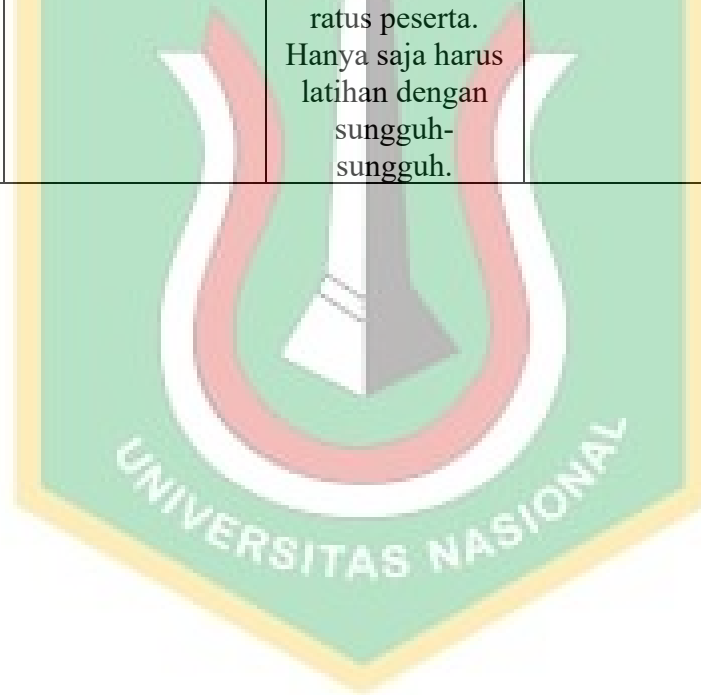 ratus peserta.
Hanya saja harus
latihan dengan
sungguh-
sungguh.
UNIVERSITAS NASIONAL